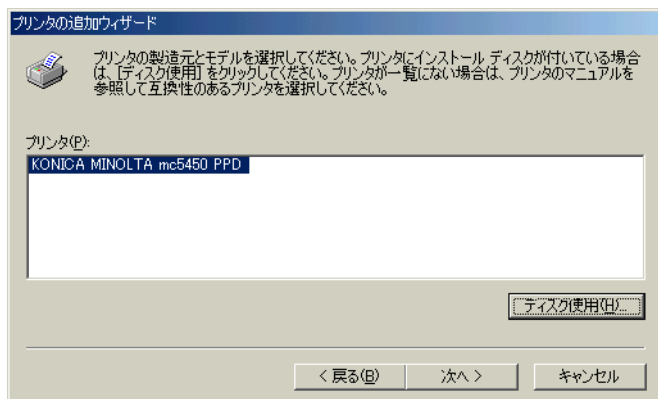 プリンタの追加ウィザード
プリンタの製造元とモデルを選択してください。プリンタにインストール ディスクが付いている場合
は、[ディスク使用] をクリックしてください。プリンタが一覧にない場合は、プリンタのマニュアルを
参照して互換性のあるプリンタを選択してください。
プリンタ(P):
KONICA MINOLTA mc5450 PPD
ディスク使用(H)...
< 戻る(B)
次へ >
キャンセル